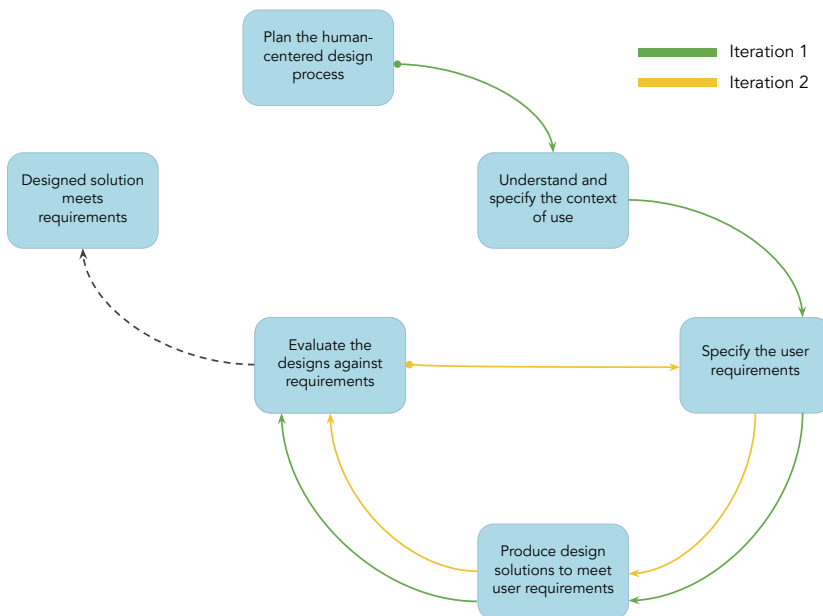 Plan the human-
centered design
process
Iteration 1
Iteration 2
Designed solution
meets
requirements
Understand and
specify the context
of use
Evaluate the
designs against
requirements
Specify the user
requirements
Produce design
solutions to meet
user requirements